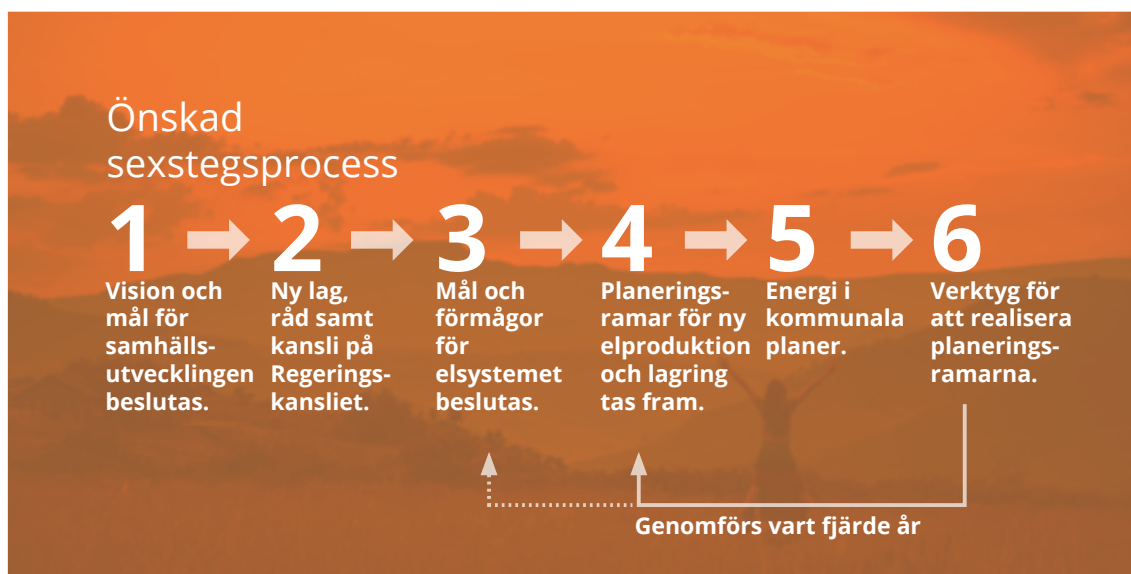 Önskad
sexstegsprocess
1
Vision och
mål för
samhälls-
utvecklingen
beslutas.
2
Ny lag,
råd samt
kansli på
Regerings-
kansliet.
3
Mål och
förmågor
för
elsystemet
beslutas.
4
Planerings-
ramar för ny
elproduktion
och lagring
tas fram.
5
Energi i
kommunala
planer.
6
Verktyg för
att realisera
planerings-
ramarna.
Genomförs vart fjärde år